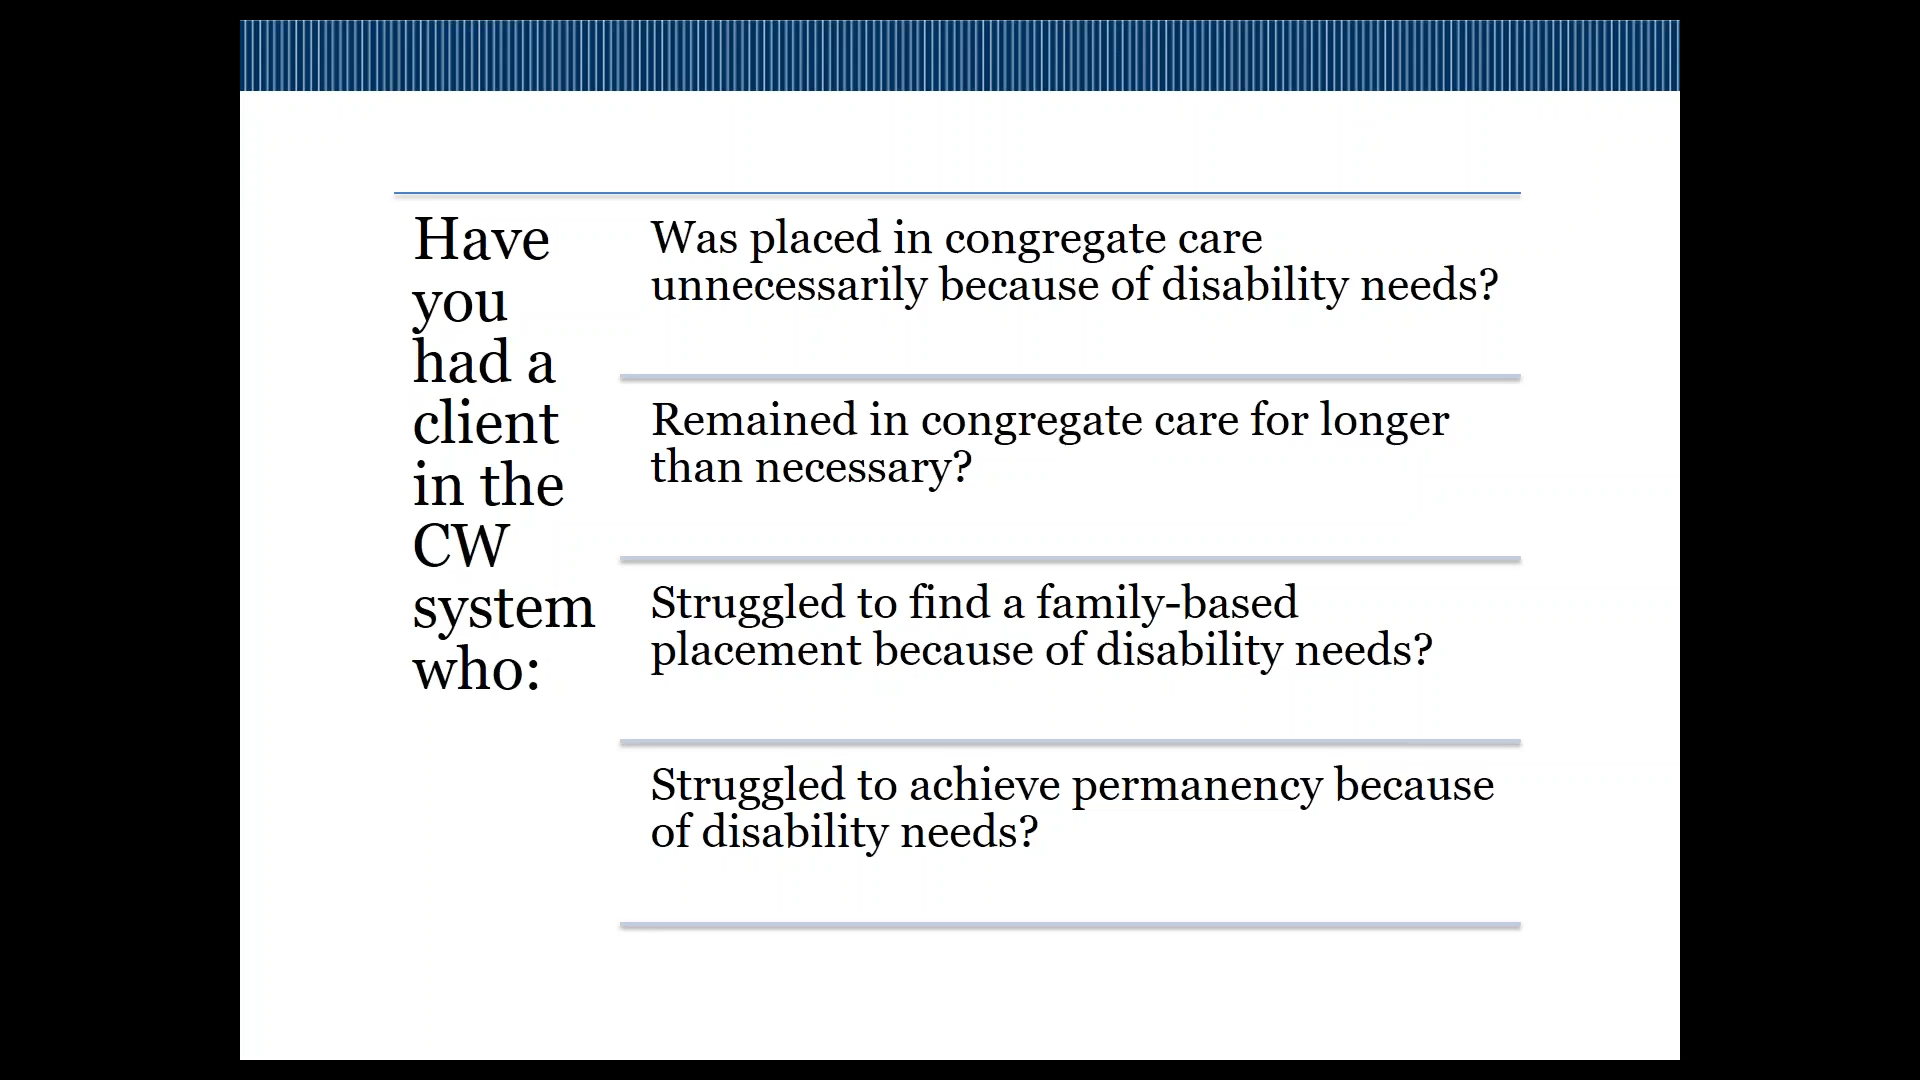 Have
you
had a
client
in the
CW
system
who:
Was placed in congregate care
unnecessarily because of disability needs?
Remained in congregate care for longer
than necessary?
Struggled to find a family-based
placement because of disability needs?
Struggled to achieve permanency because
of disability needs?